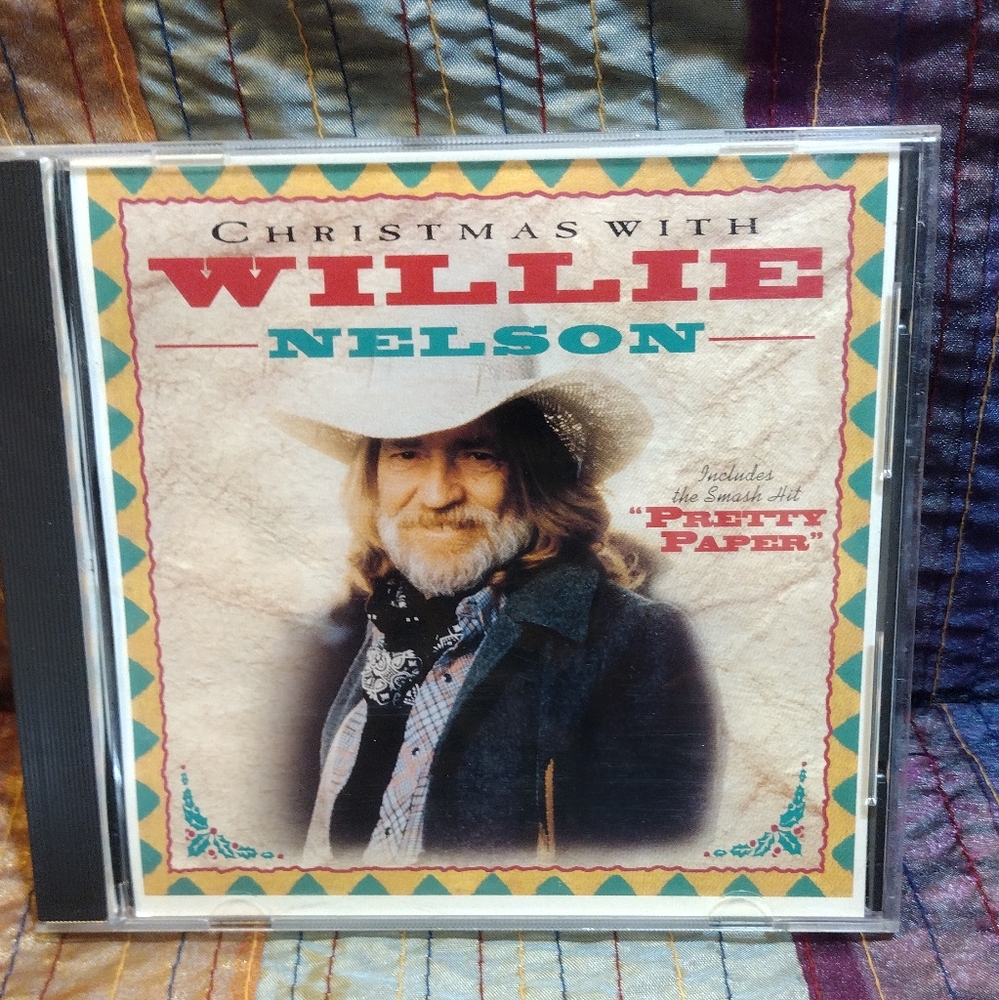 CHRISTMAS WITH
WILLIE
NELSON
Includes
the Smash Hit
“PRETTY
PAPER”